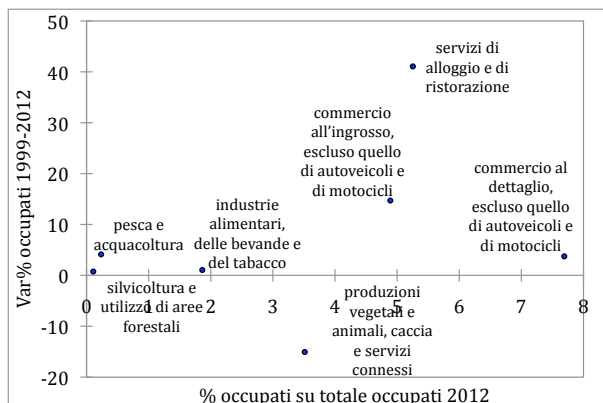 50
40
30
20
10
0
-10
-20
Var% occupati 1999-2012
servizi di
alloggio e di
ristorazione
commercio
all’ingrosso,
escluso quello
di autoveicoli e
di motocicli
commercio al
dettaglio,
escluso quello
di autoveicoli e
di motocicli
pesca e
acquacoltura
industrie
alimentari,
delle bevande e
del tabacco
silvicoltura e
utilizzo di aree
forestali
produzioni
vegetali e
animali, caccia
e servizi
connessi
0 1 2 3 4 5 6 7 8
% occupati su totale occupati 2012